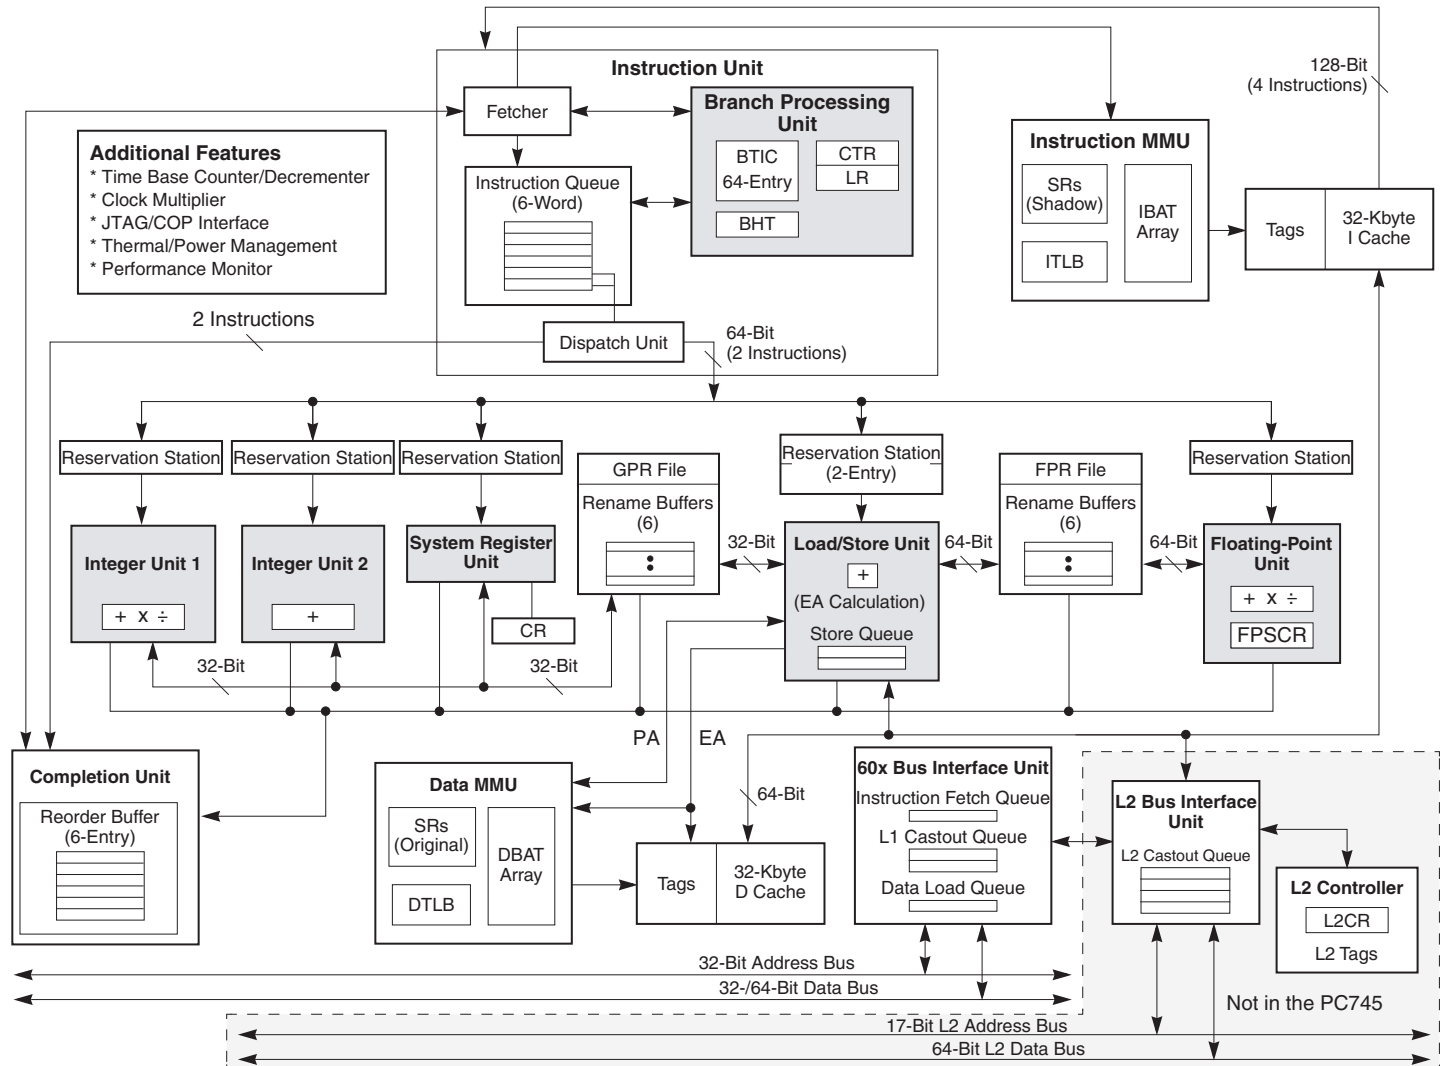 Instruction Unit
Fetcher
Branch Processing
Unit
BTIC
64-Entry
CTR
LR
BHT
Instruction Queue
(6-Word)
Dispatch Unit
128-Bit
(4 Instructions)
Instruction MMU
SRs
(Shadow)
ITLB
IBAT
Array
Tags
32-Kbyte
I Cache
Additional Features
* Time Base Counter/Decrementer
* Clock Multiplier
* JTAG/COP Interface
* Thermal/Power Management
* Performance Monitor
2 Instructions
64-Bit
(2 Instructions)
Reservation Station
Reservation Station
Reservation Station
GPR File
Rename Buffers
(6)
Reservation Station
(2-Entry)
FPR File
Rename Buffers
(6)
Reservation Station
Integer Unit 1
+ x ÷
Integer Unit 2
+
System Register
Unit
CR
32-Bit
Load/Store Unit
+
(EA Calculation)
Store Queue
64-Bit
64-Bit
Floating-Point
Unit
+ x ÷
FPSCR
32-Bit
32-Bit
PA
EA
Completion Unit
Reorder Buffer
(6-Entry)
Data MMU
SRs
(Original)
DTLB
DBAT
Array
64-Bit
Tags
32-Kbyte
D Cache
60x Bus Interface Unit
Instruction Fetch Queue
L1 Castout Queue
Data Load Queue
L2 Bus Interface
Unit
L2 Castout Queue
L2 Controller
L2CR
L2 Tags
32-Bit Address Bus
32-/64-Bit Data Bus
Not in the PC745
17-Bit L2 Address Bus
64-Bit L2 Data Bus